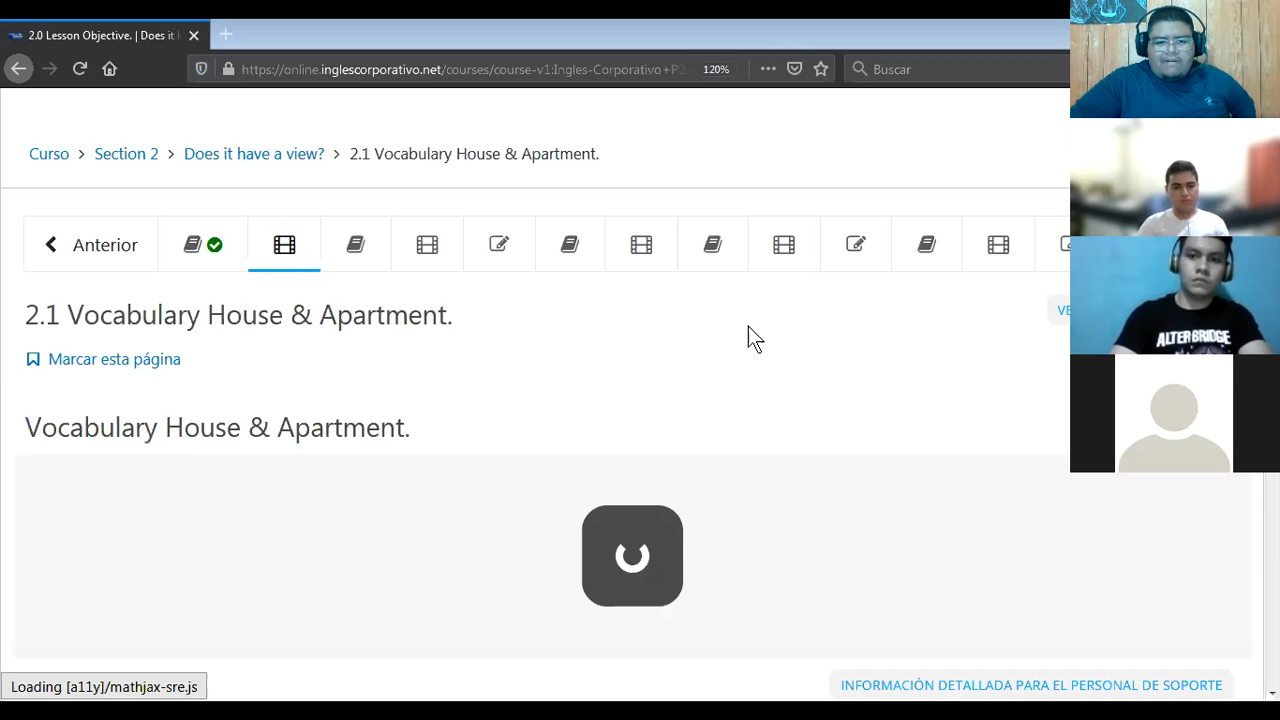 2.0 Lesson Objective. | Does it
https://online.inglescorporativo.net/courses/course-v1:Ingles-Corporativo+P2
120%
Buscar
Curso > Section 2 > Does it have a view? > 2.1 Vocabulary House & Apartment.
Anterior
2.1 Vocabulary House & Apartment.
VE
Marcar esta página
Vocabulary House & Apartment.
ALTER BRIDGE
Loading [a11y]/mathjax-sre.js
INFORMACIÓN DETALLADA PARA EL PERSONAL DE SOPORTE